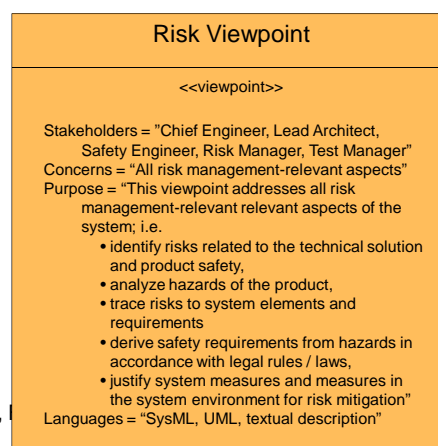 Risk Viewpoint
<<viewpoint>>
Stakeholders = ”Chief Engineer, Lead Architect,
Safety Engineer, Risk Manager, Test Manager”
Concerns = “All risk management-relevant aspects”
Purpose = “This viewpoint addresses all risk
management-relevant relevant aspects of the
system; i.e.
• identify risks related to the technical solution
and product safety,
• analyze hazards of the product,
• trace risks to system elements and
requirements
• derive safety requirements from hazards in
accordance with legal rules / laws,
• justify system measures and measures in
the system environment for risk mitigation”
Languages = “SysML, UML, textual description”